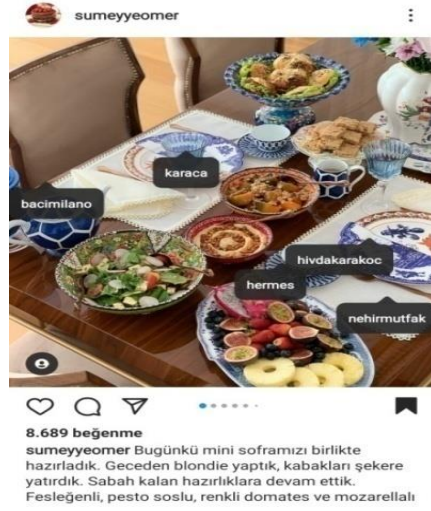 sumeyyeomer
karaca
bacimilano
hivdakarakoc
hermes
nehirmutfak
8.689 beğenme
sumeyyeomer Bugünkü mini soframızı birlikte
hazırladık. Geceden blondie yaptık, kabakları şekere
yatırdık. Sabah kalan hazırlıklara devam ettik.
Fesleğenli, pesto soslu, renkli domates ve mozarellalı